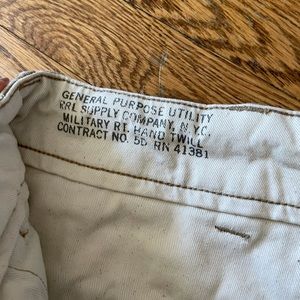 GENERAL PURPOSE UTILITY
RRL SUPPLY COMPANY, N.Y.C.
MILITARY RT. HAND TWILL
CONTRACT NO. 5D RN 41381